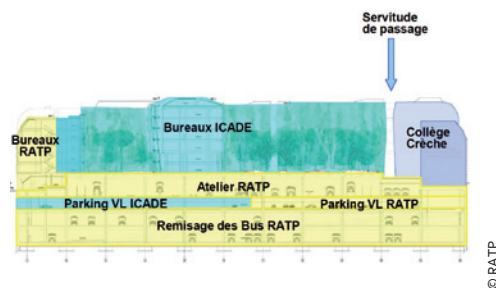 Servitude
de passage
Bureaux
RATP
Bureaux ICADE
Collège
Crèche
Atelier RATP
Parking VL ICADE
Parking VL RATP
Remisage des Bus RATP
© RATP